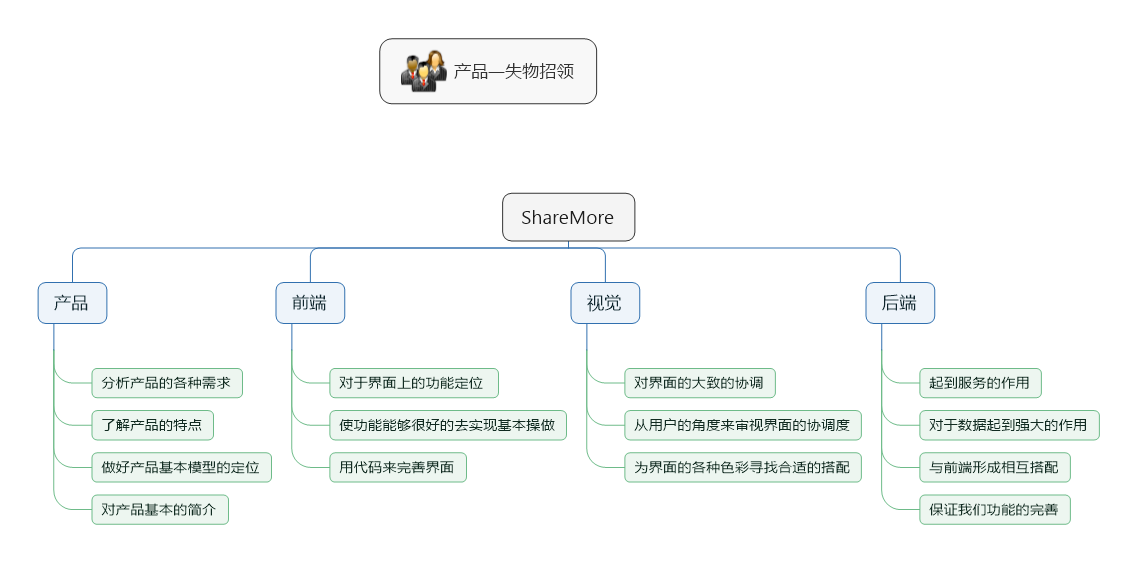 产品—失物招领
ShareMore
产品
前端
视觉
后端
分析产品的各种需求
了解产品的特点
做好产品基本模型的定位
对产品基本的简介
对于界面上的功能定位
使功能能够很好的去实现基本操做
用代码来完善界面
对界面的大致的协调
从用户的角度来审视界面的协调度
为界面的各种色彩寻找合适的搭配
起到服务的作用
对于数据起到强大的作用
与前端形成相互搭配
保证我们功能的完善